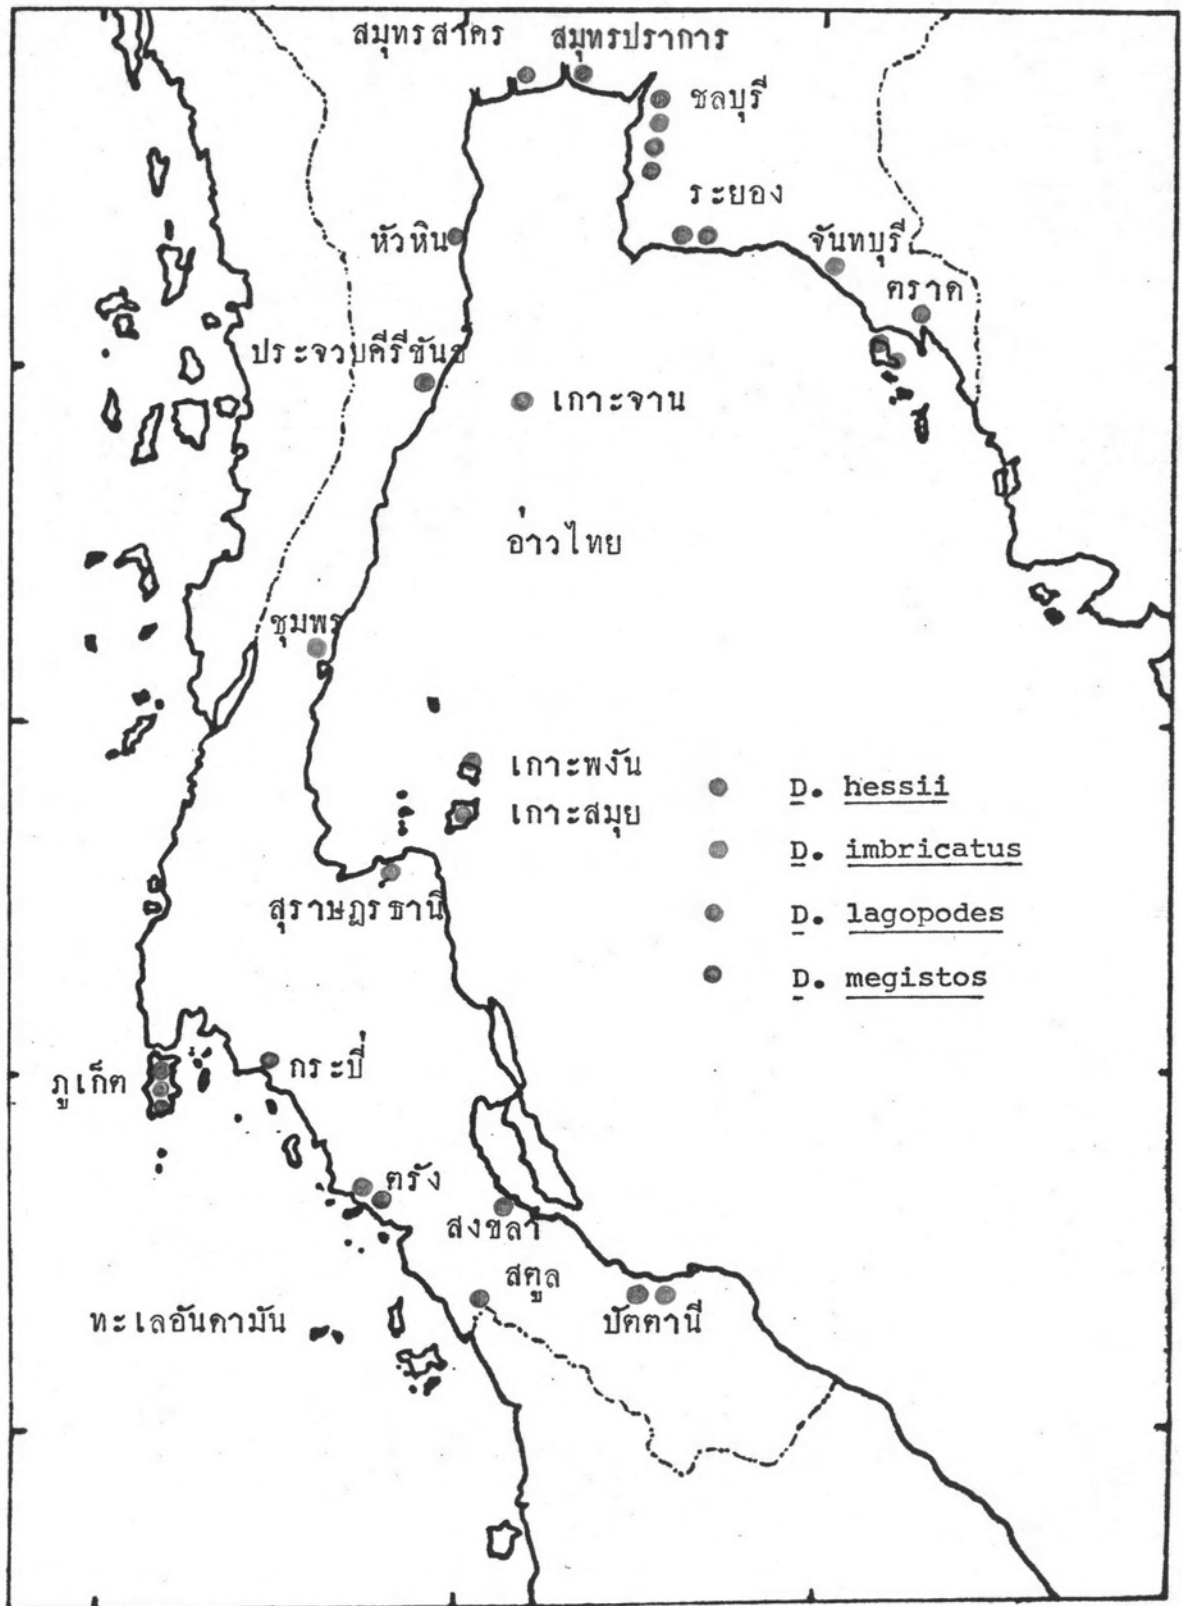 สมุทรสาคร
สมุทรปราการ
ชลบุรี
ระยอง
หัวหิน
จันทบุรี
ตราด
ประจวบคีรีขันธ
เกาะจาน
อ่าวไทย
ชุมพร
เกาะพงัน
เกาะสมุย
D. hessii
D. imbricatus
D. lagopodes
D. megistos
สุราษฎรธานี
กระบี่
ภูเก็ต
ตรัง
สงขลา
สตูล
ปัตตานี
ทะเลอันดามัน